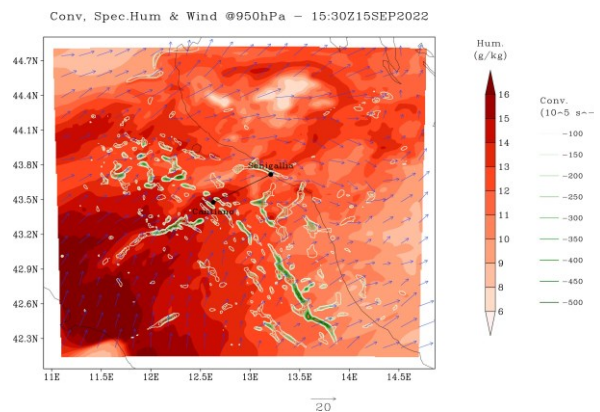 Conv, Spec.Hum & Wind @950hPa – 15:30Z15SEP2022
Hum.
(g/kg)
16
15
14
13
12
11
10
9
8
7
6
Conv.
(10^5 s^-
-100
-150
-200
-250
-300
-350
-400
-450
-500
44.7N
44.4N
44.1N
43.8N
43.5N
43.2N
42.9N
42.6N
42.3N
Senigallia
11E
11.5E
12E
12.5E
13E
13.5E
14E
14.5E
20